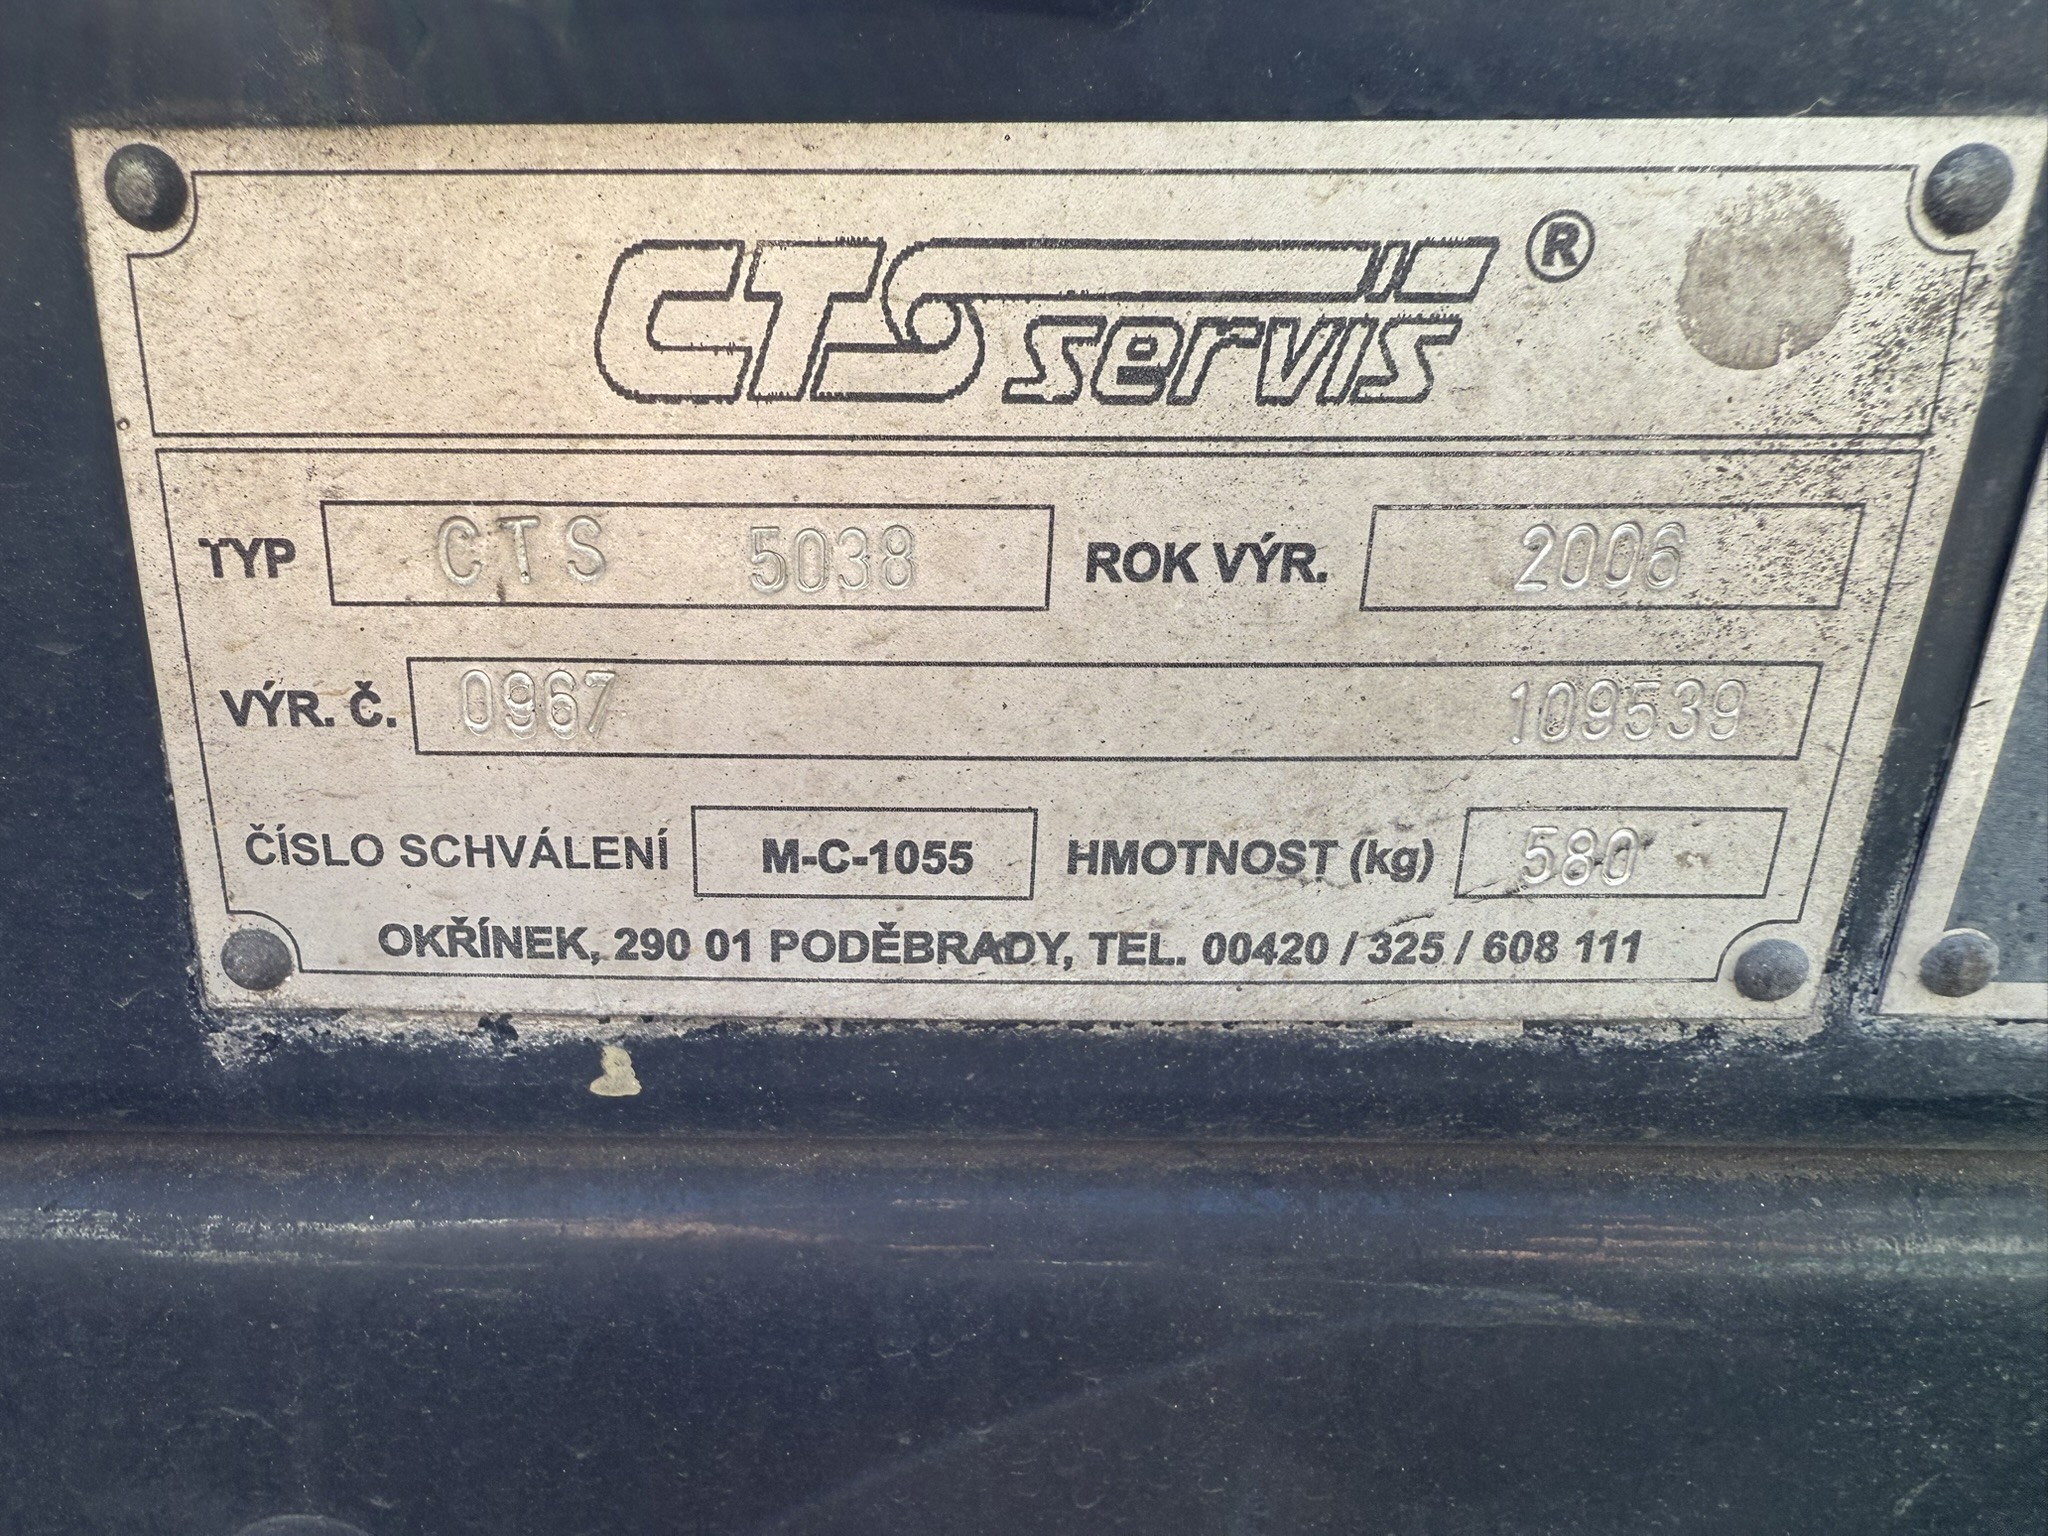 CTS servis ®
TYP CTS 5038 ROK VÝR. 2006
VÝR. Č. 0967 109539
ČÍSLO SCHVÁLENÍ M-C-1055 HMOTNOST (kg) 580
OKŘÍNEK, 290 01 PODĚBRADY, TEL. 00420 / 325 / 608 111